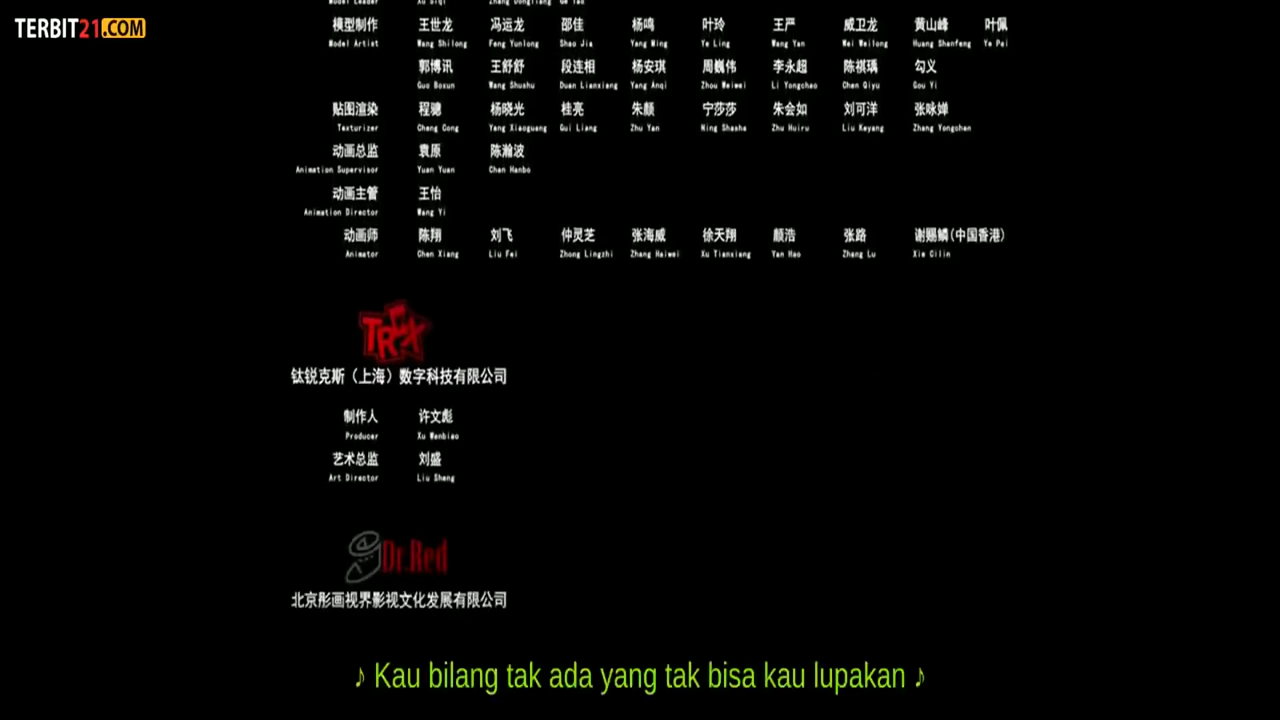 TERBIT21.COM
模型制作 王世龙 冯运龙 邵佳 杨鸣 叶玲 王严 威卫龙 黄山峰 叶佩
Model Artist Wang Shilong Feng Yunlong Shao Jia Yang Ming Ye Ling Wang Yan Wei Weilong Huang Shanfeng Ye Pei
郭博讯 王舒舒 段连相 杨安琪 周巍伟 李永超 陈祺瑀 勾义
Guo Boxun Wang Shushu Duan Lianxiang Yang Anqi Zhou Weiwei Li Yongchao Chen Qiyu Gou Yi
贴图渲染 程骢 杨晓光 桂亮 朱颜 宁莎莎 朱会如 刘可洋 张咏婵
Texturizer Cheng Cong Yang Xiaoguang Gui Liang Zhu Yan Ning Shasha Zhu Huiru Liu Keyang Zhang Yongchan
动画总监 袁原 陈瀚波
Animation Supervisor Yuan Yuan Chen Hanbo
动画主管 王怡
Animation Director Wang Yi
动画师 陈翔 刘飞 仲灵芝 张海威 徐天翔 颜浩 张路 谢赐鳞(中国香港)
Animator Chen Xiang Liu Fei Zhong Lingzhi Zhang Haiwei Xu Tianxiang Yan Hao Zhang Lu Xie Cilin
TREX
钛锐克斯（上海）数字科技有限公司
制作人 许文彪
Producer Xu Wenbiao
艺术总监 刘盛
Art Director Liu Sheng
Dr.Red
北京彤画视界影视文化发展有限公司
♪ Kau bilang tak ada yang tak bisa kau lupakan ♪